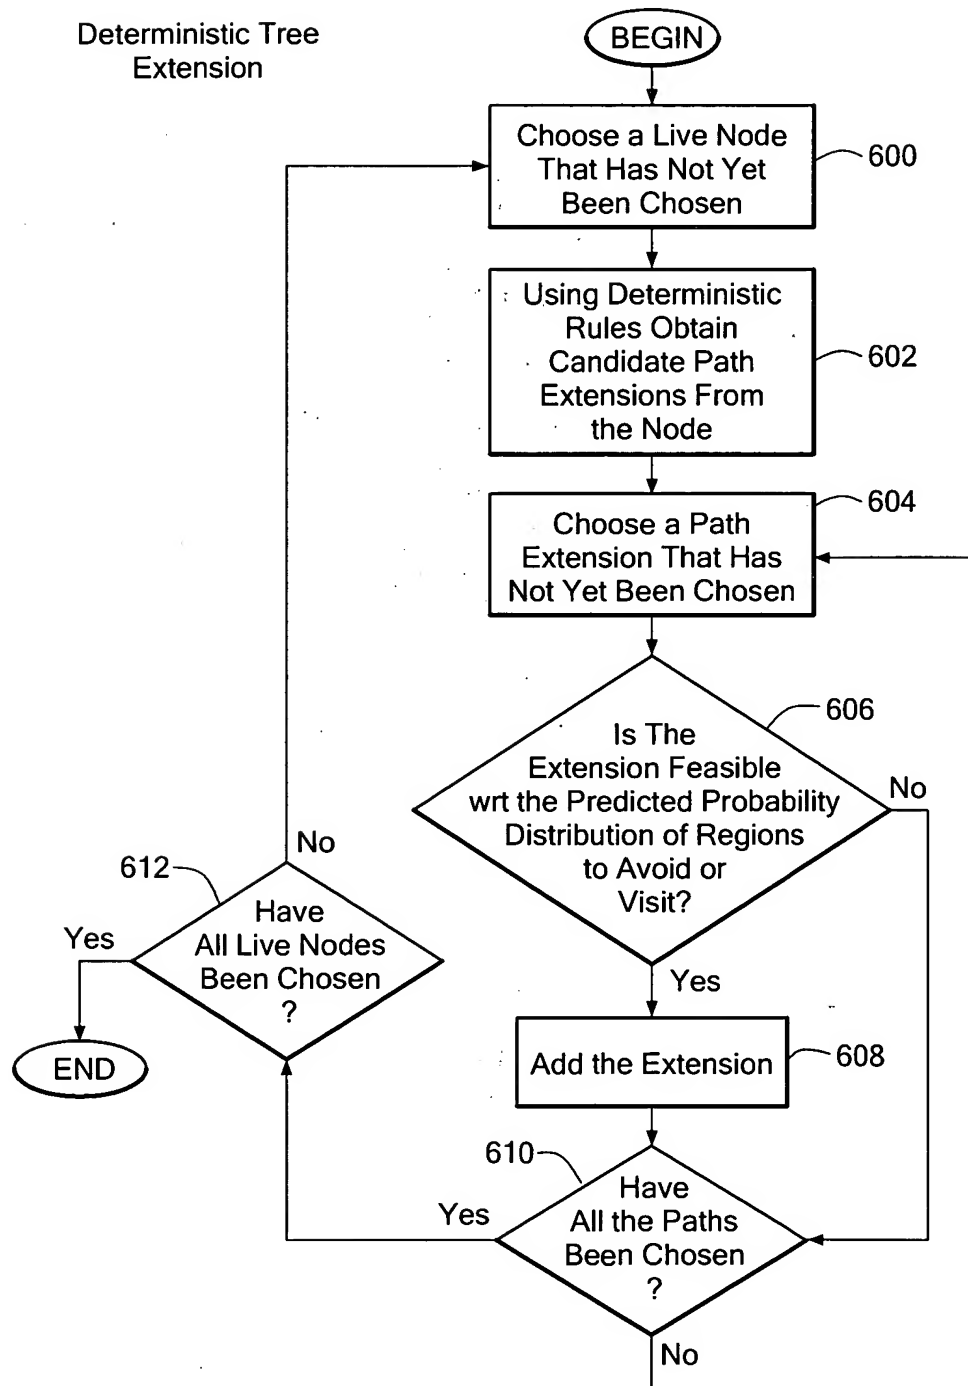 Deterministic Tree
Extension
BEGIN
Choose a Live Node
That Has Not Yet
Been Chosen
600
Using Deterministic
Rules Obtain
Candidate Path
Extensions From
the Node
602
Choose a Path
Extension That Has
Not Yet Been Chosen
604
Is The
Extension Feasible
wrt the Predicted Probability
Distribution of Regions
to Avoid or
Visit?
606
No
Yes
Add the Extension
608
Have
All the Paths
Been Chosen
?
610
Yes
No
Have
All Live Nodes
Been Chosen
?
612
No
Yes
END